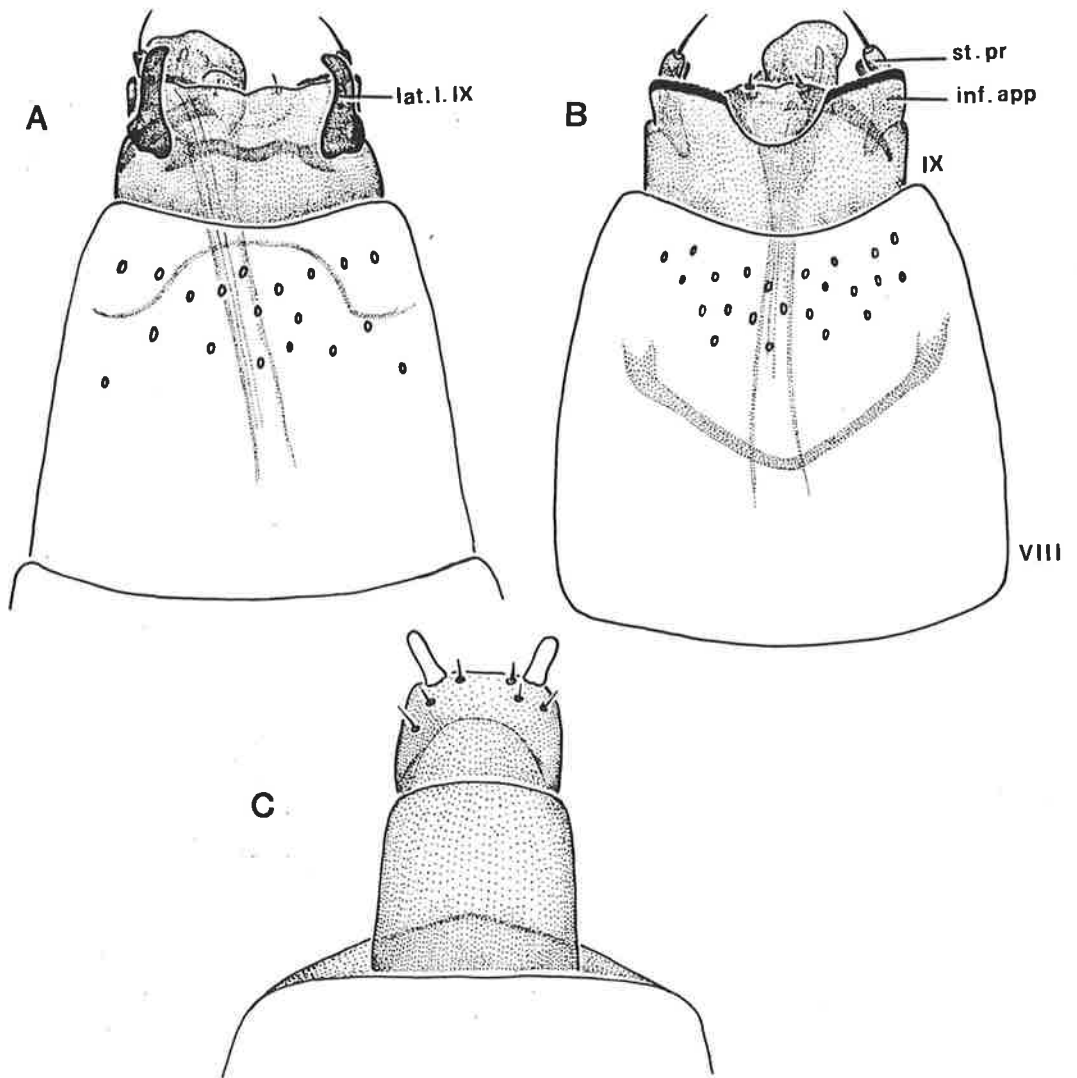 A
lat. l. IX
B
st. pr
inf. app
IX
VIII
C